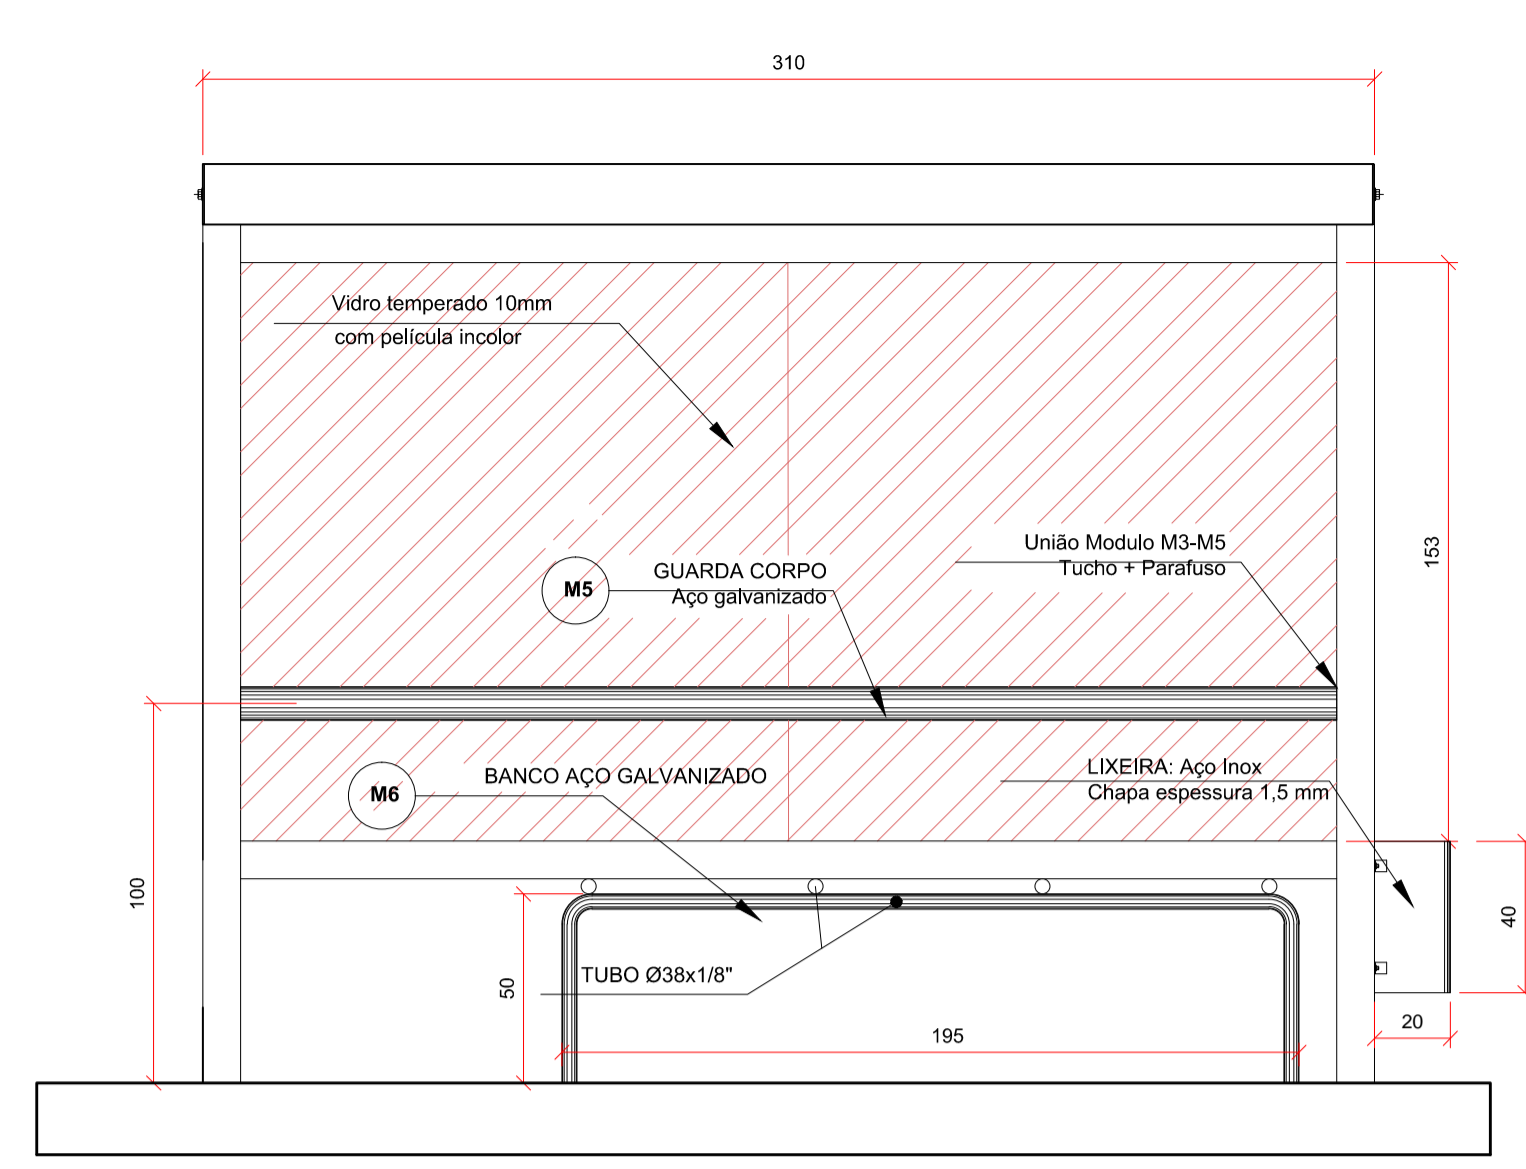 310
Vidro temperado 10mm
com película incolor
União Modulo M3-M5
Tucho + Parafuso
153
M5
GUARDA CORPO
Aço galvanizado
M6
BANCO AÇO GALVANIZADO
LIXEIRA: Aço Inox
Chapa espessura 1,5 mm
100
40
50
TUBO Ø38x1/8"
20
195